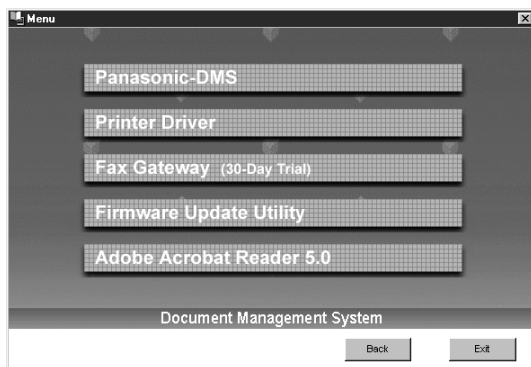 Menu
Panasonic-DMS
Printer Driver
Fax Gateway (30-Day Trial)
Firmware Update Utility
Adobe Acrobat Reader 5.0
Document Management System
Back Exit